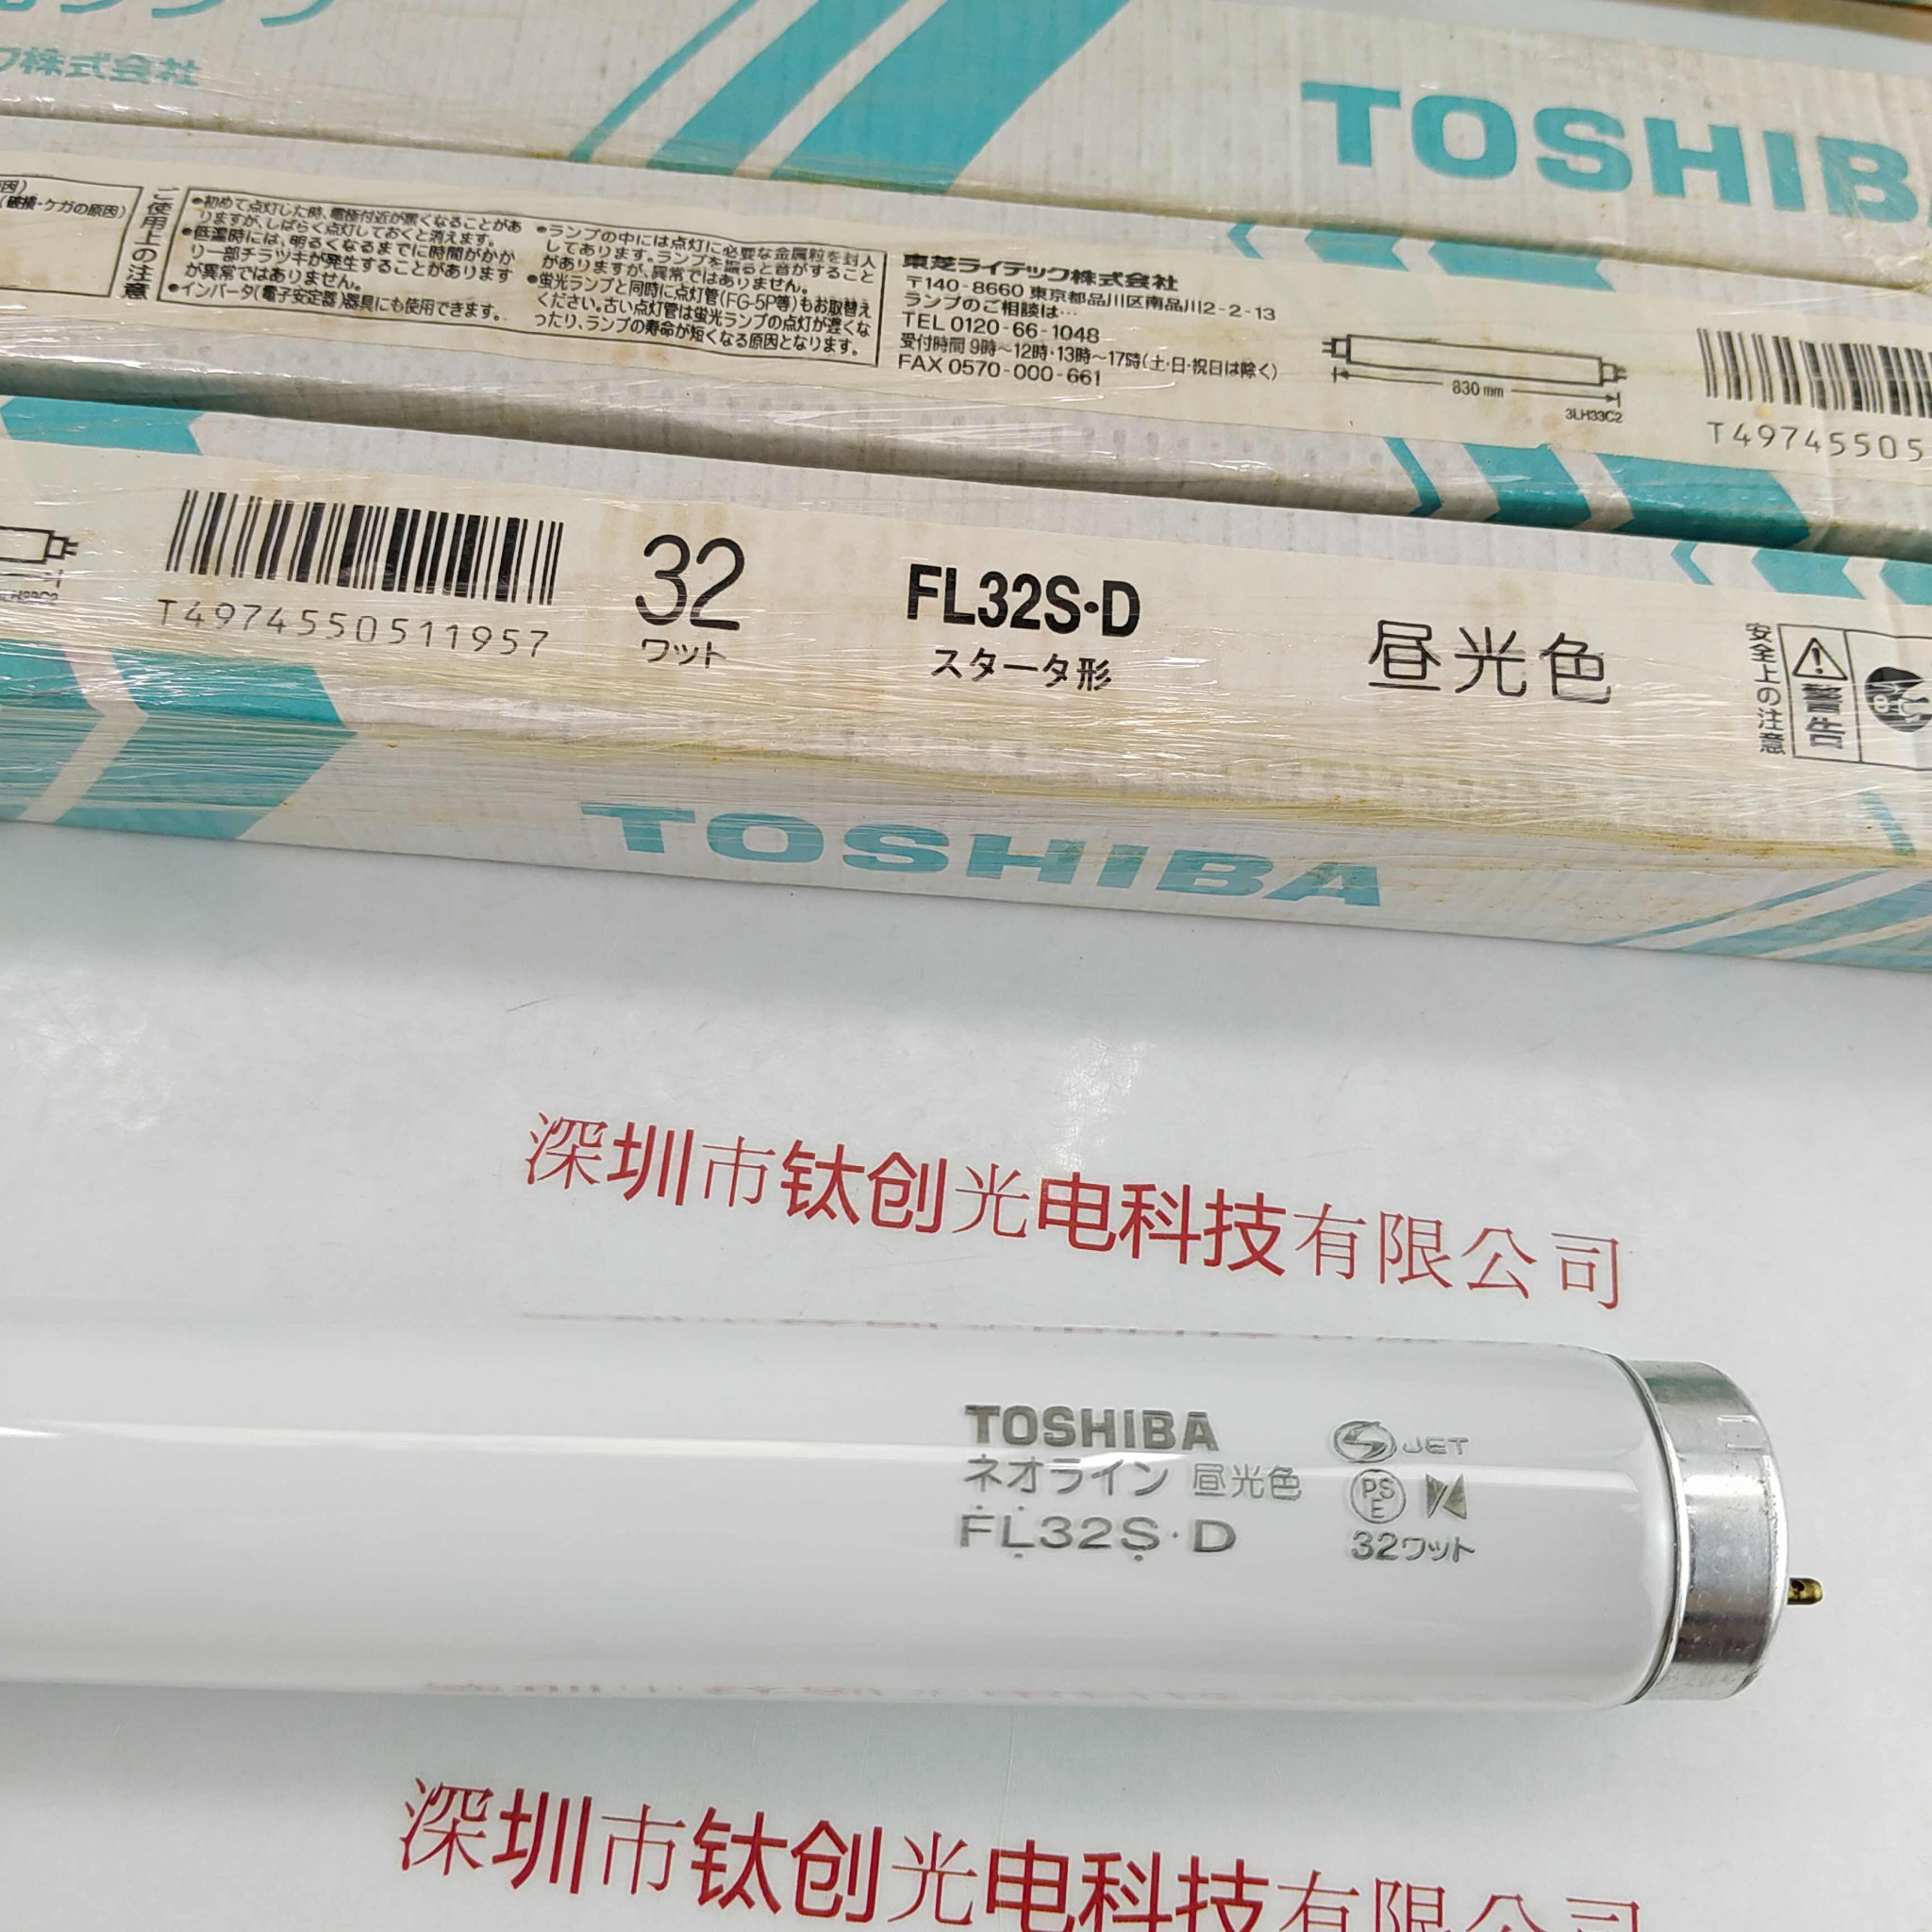 ランプ
ク株式会社
TOSHIB
因)
(破損・ケガの原因)
ご使用上の注意
●初めて点灯した時、電極付近が黒くなることがあ
りますが、しばらく点灯しておくと消えます。
●低温時には、明るくなるまでに時間がかか
り一部チラツキが発生することがあります
が異常ではありません。
●インバータ(電子安定器)器具にも使用できます。
●ランプの中には点灯に必要な金属粒を封入
してあります。ランプを振ると音がすること
がありますが、異常ではありません。
●蛍光ランプと同時に点灯管(FG-5P等)もお取替え
ください。古い点灯管は蛍光ランプの点灯が遅くな
ったり、ランプの寿命が短くなる原因となります。
東芝ライテック株式会社
〒140-8660 東京都品川区南品川2-2-13
ランプのご相談は…
TEL 0120-66-1048
受付時間 9時～12時・13時～17時(土・日・祝日は除く)
FAX 0570-000-661
830 mm
3LH33C2
T49745505
T4974550511957
32
ワット
FL32S・D
スタータ形
昼光色
安全上の注意
警告
TOSHIBA
深圳市钛创光电科技有限公司
TOSHIBA
ネオライン 昼光色
FL32S・D
JET
PS
E
32ワット
深圳市钛创光电科技有限公司